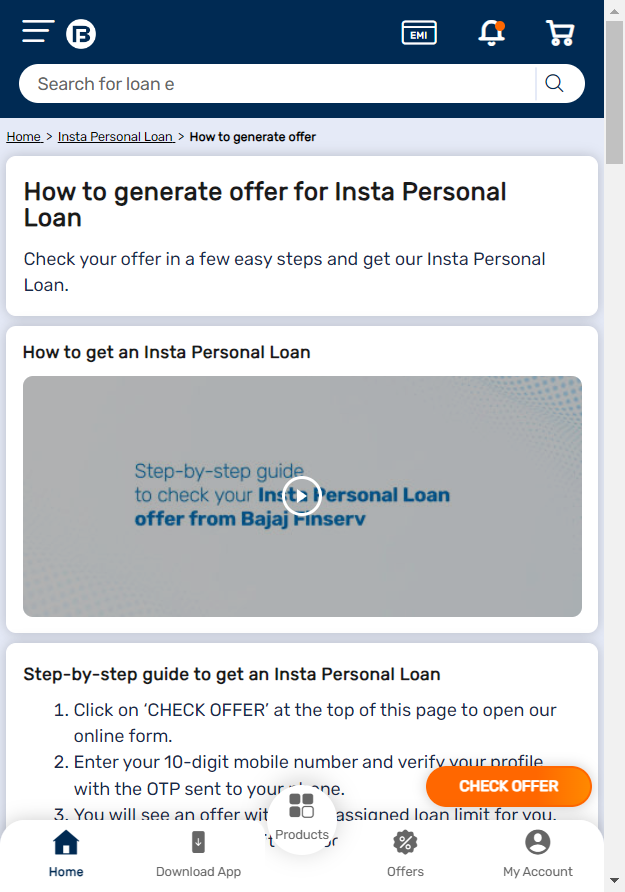 EMI
Search for loan e
Home > Insta Personal Loan > How to generate offer
How to generate offer for Insta Personal
Loan
Check your offer in a few easy steps and get our Insta Personal
Loan.
How to get an Insta Personal Loan
Step-by-step guide
to check your Insta Personal Loan
offer from Bajaj Finserv
Step-by-step guide to get an Insta Personal Loan
1. Click on ‘CHECK OFFER’ at the top of this page to open our
online form.
2. Enter your 10-digit mobile number and verify your profile
with the OTP sent to your phone.
CHECK OFFER
3. You will see an offer with assigned loan limit for you.
Products
Home
Download App
Offers
My Account